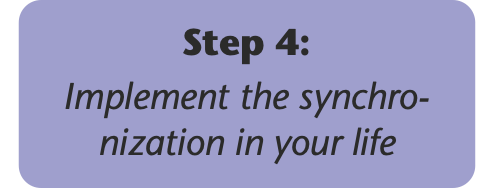 Step 4:
Implement the synchro-
nization in your life